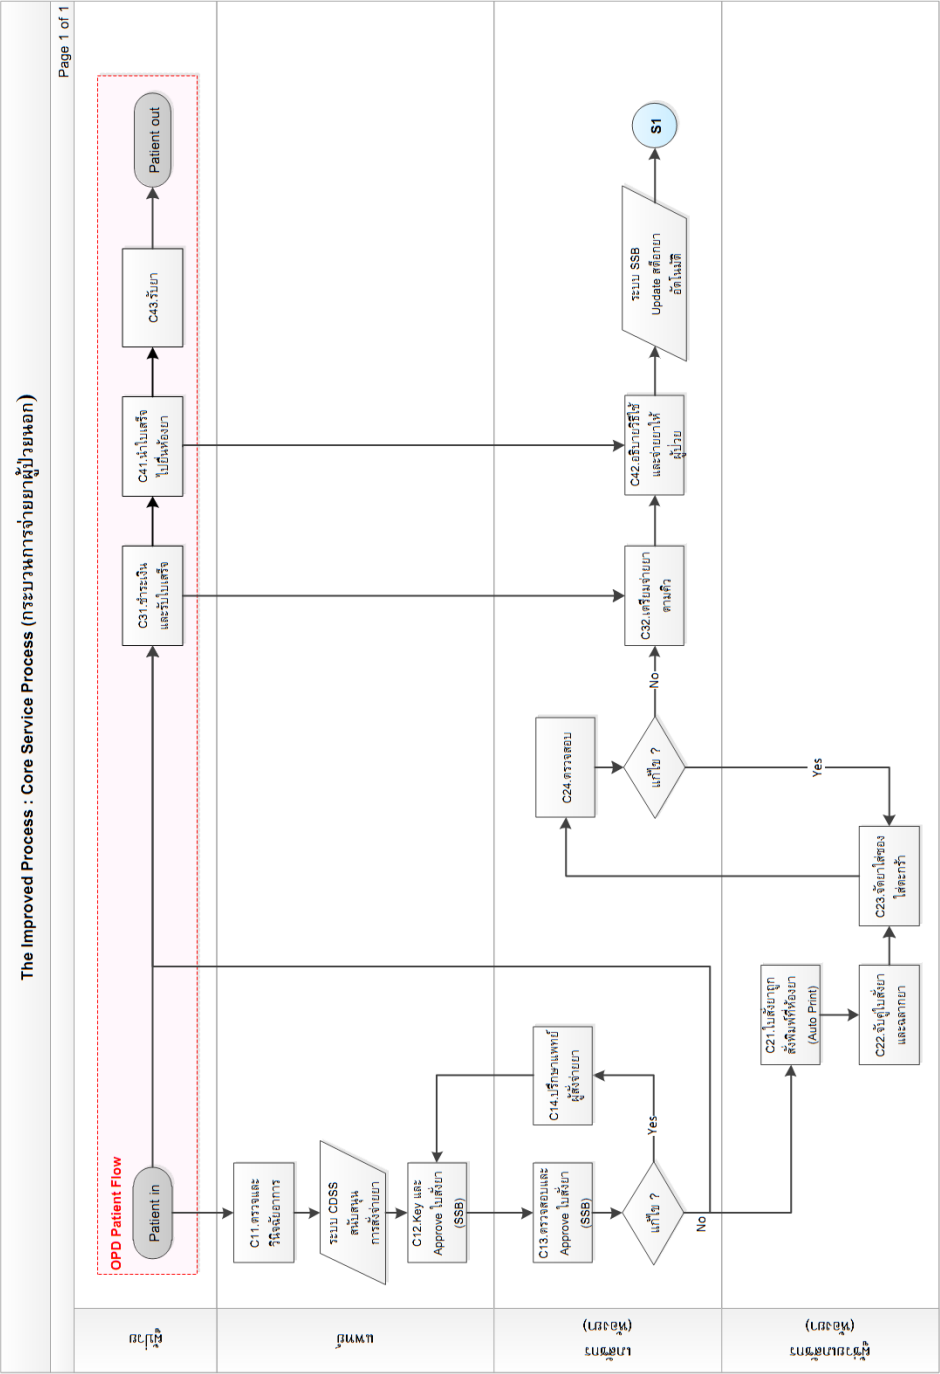 The Improved Process : Core Service Process (กระบวนการจ่ายยาผู้ป่วยนอก)
Page 1 of 1
ผู้ป่วย
OPD Patient Flow
Patient in
C31.ชำระเงิน
และรับใบเสร็จ
C41.นำใบเสร็จ
ไปยื่นห้องยา
C43.รับยา
Patient out
แพทย์
C11.ตรวจและ
วินิจฉัยอาการ
ระบบ CDSS
สนับสนุน
การสั่งจ่ายยา
C12.Key และ
Approve ใบสั่งยา
(SSB)
เภสัชกร
(ห้องยา)
C13.ตรวจสอบและ
Approve ใบสั่งยา
(SSB)
C14.ปรึกษาแพทย์
ผู้สั่งจ่ายยา
แก้ไข ?
Yes
No
C24.ตรวจสอบ
แก้ไข ?
No
Yes
C32.เตรียมจ่ายยา
ตามคิว
C42.อธิบายวิธีใช้
และจ่ายยาให้
ผู้ป่วย
ระบบ SSB
Update สต๊อกยา
อัตโนมัติ
S1
ผู้ช่วยเภสัชกร
(ห้องยา)
C21.ใบสั่งยาถูก
สั่งพิมพ์ที่ห้องยา
(Auto Print)
C22.จับคู่ใบสั่งยา
และฉลากยา
C23.จัดยาใส่ซอง
ใส่ตะกร้า